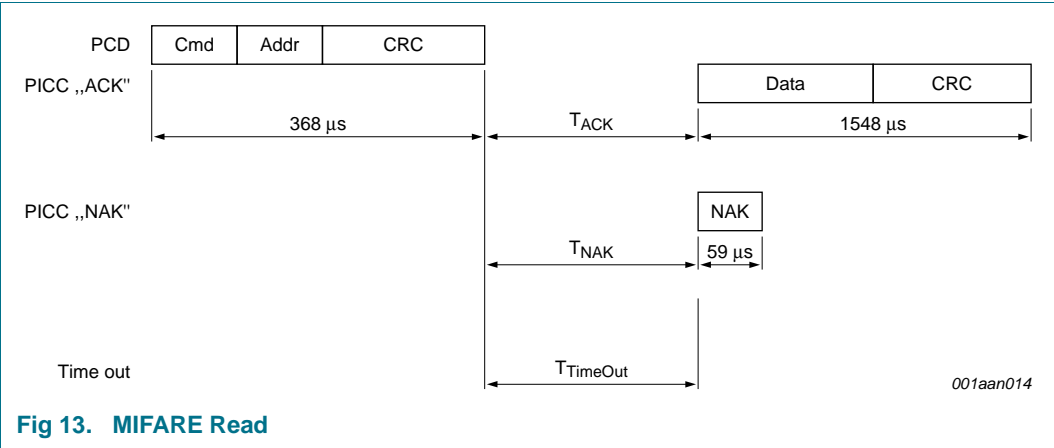 PCD Cmd Addr CRC
PICC ,,ACK" Data CRC
368 μs TACK 1548 μs
PICC ,,NAK" NAK
TNAK 59 μs
Time out TTimeOut 001aan014
Fig 13. MIFARE Read